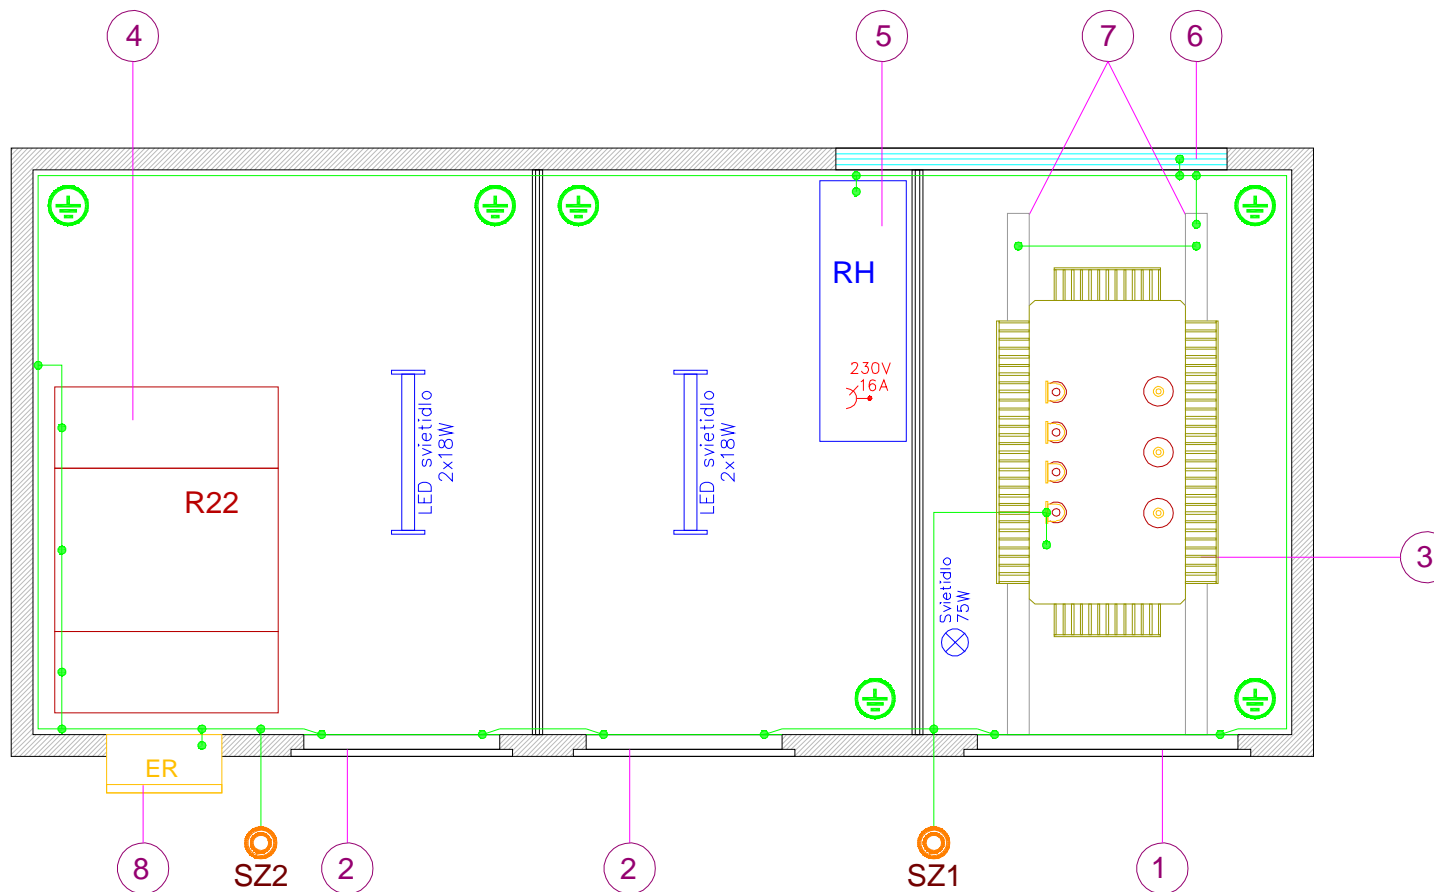 4
5
7
6
RH
230V
16A
LED svietidlo
2x18W
LED svietidlo
2x18W
R22
3
Svietidlo
75W
ER
8
SZ2
2
2
SZ1
1